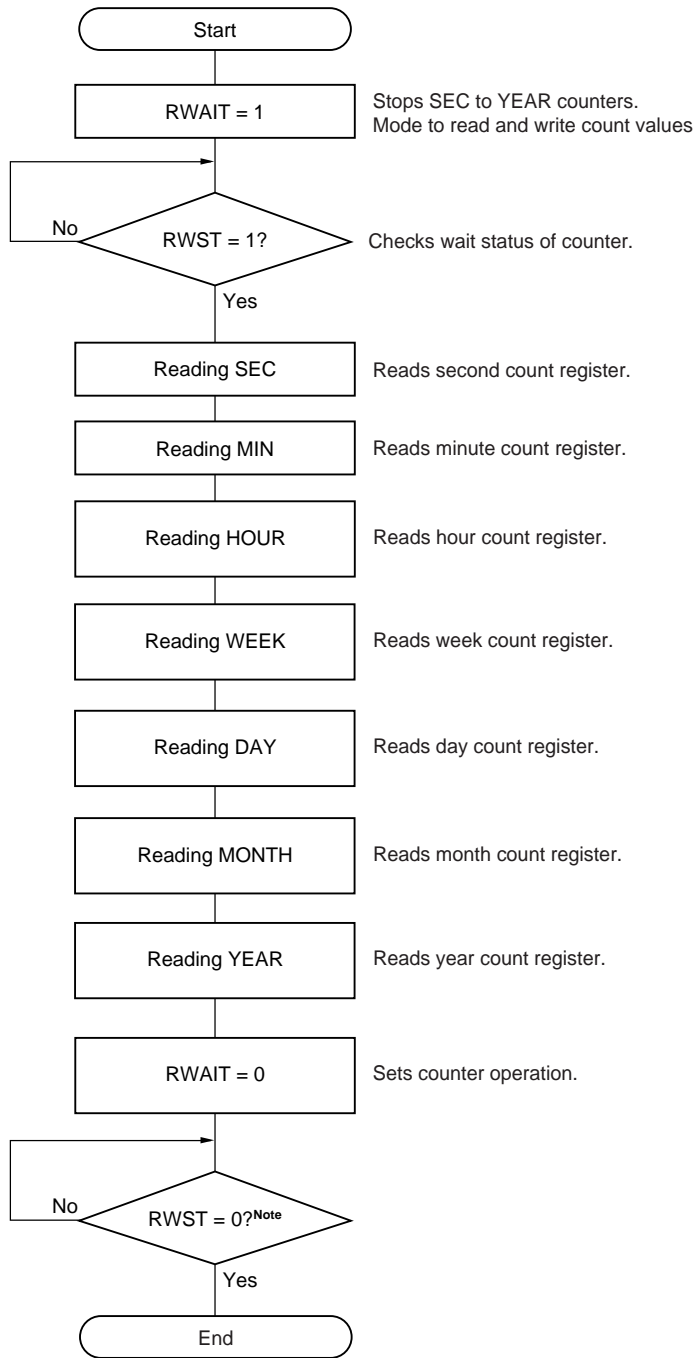 Start
RWAIT = 1
Stops SEC to YEAR counters.
Mode to read and write count values
No
RWST = 1?
Checks wait status of counter.
Yes
Reading SEC
Reads second count register.
Reading MIN
Reads minute count register.
Reading HOUR
Reads hour count register.
Reading WEEK
Reads week count register.
Reading DAY
Reads day count register.
Reading MONTH
Reads month count register.
Reading YEAR
Reads year count register.
RWAIT = 0
Sets counter operation.
No
RWST = 0?Note
Yes
End